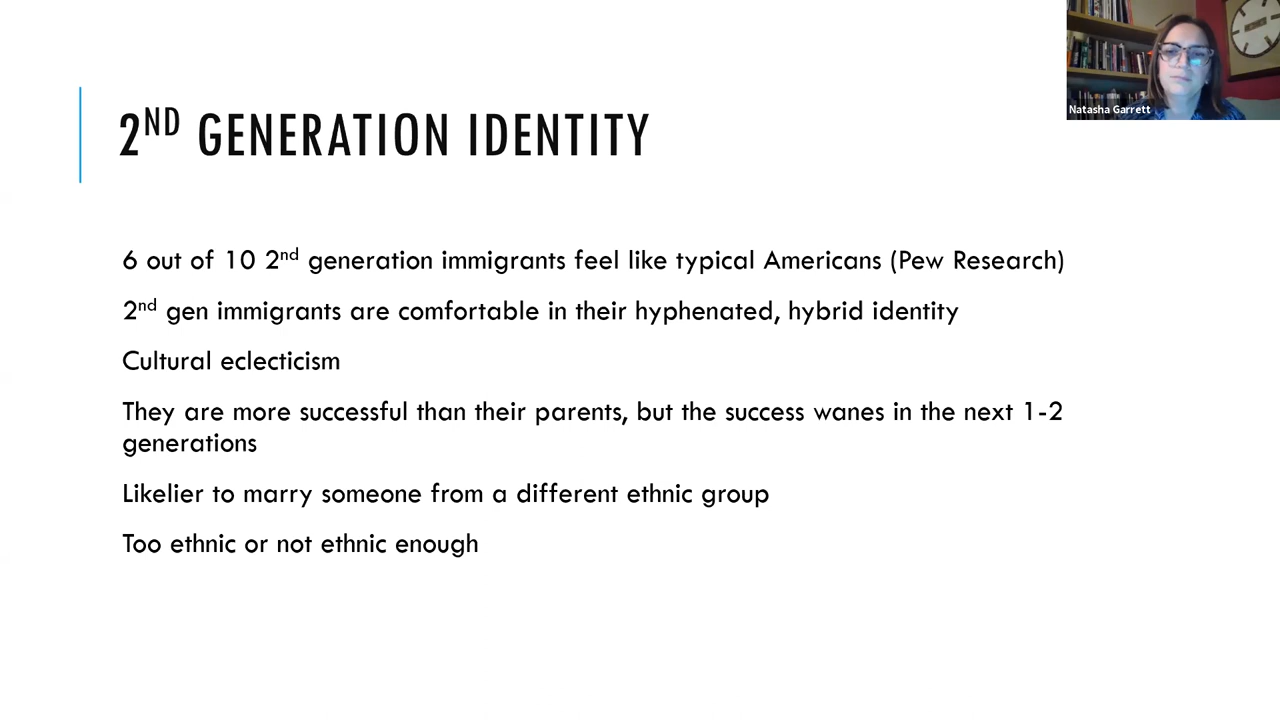 2ND GENERATION IDENTITY
Natasha Garrett
6 out of 10 2nd generation immigrants feel like typical Americans (Pew Research)
2nd gen immigrants are comfortable in their hyphenated, hybrid identity
Cultural eclecticism
They are more successful than their parents, but the success wanes in the next 1-2
generations
Likelier to marry someone from a different ethnic group
Too ethnic or not ethnic enough